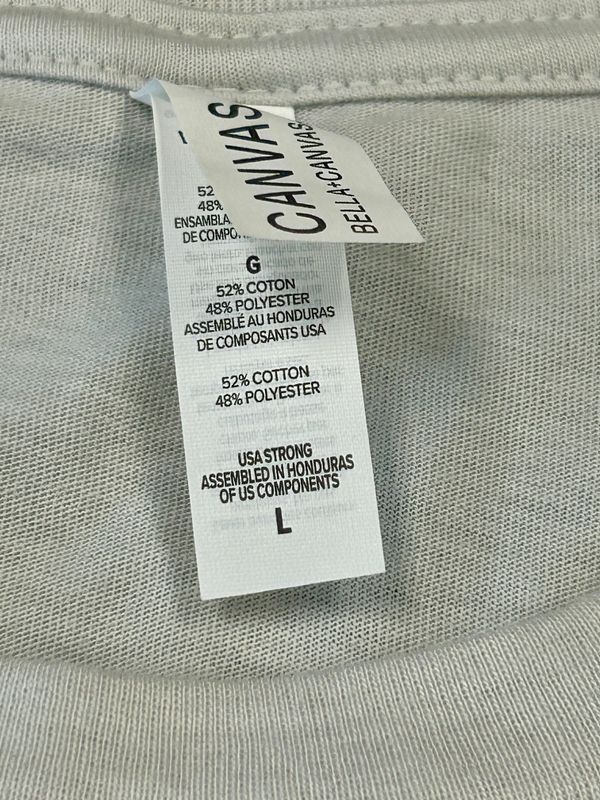 CANVAS
BELLA+CANVAS
52
48%
ENSAMBLA
DE COMPO
G
52% COTON
48% POLYESTER
ASSEMBLÉ AU HONDURAS
DE COMPOSANTS USA
52% COTTON
48% POLYESTER
USA STRONG
ASSEMBLED IN HONDURAS
OF US COMPONENTS
L